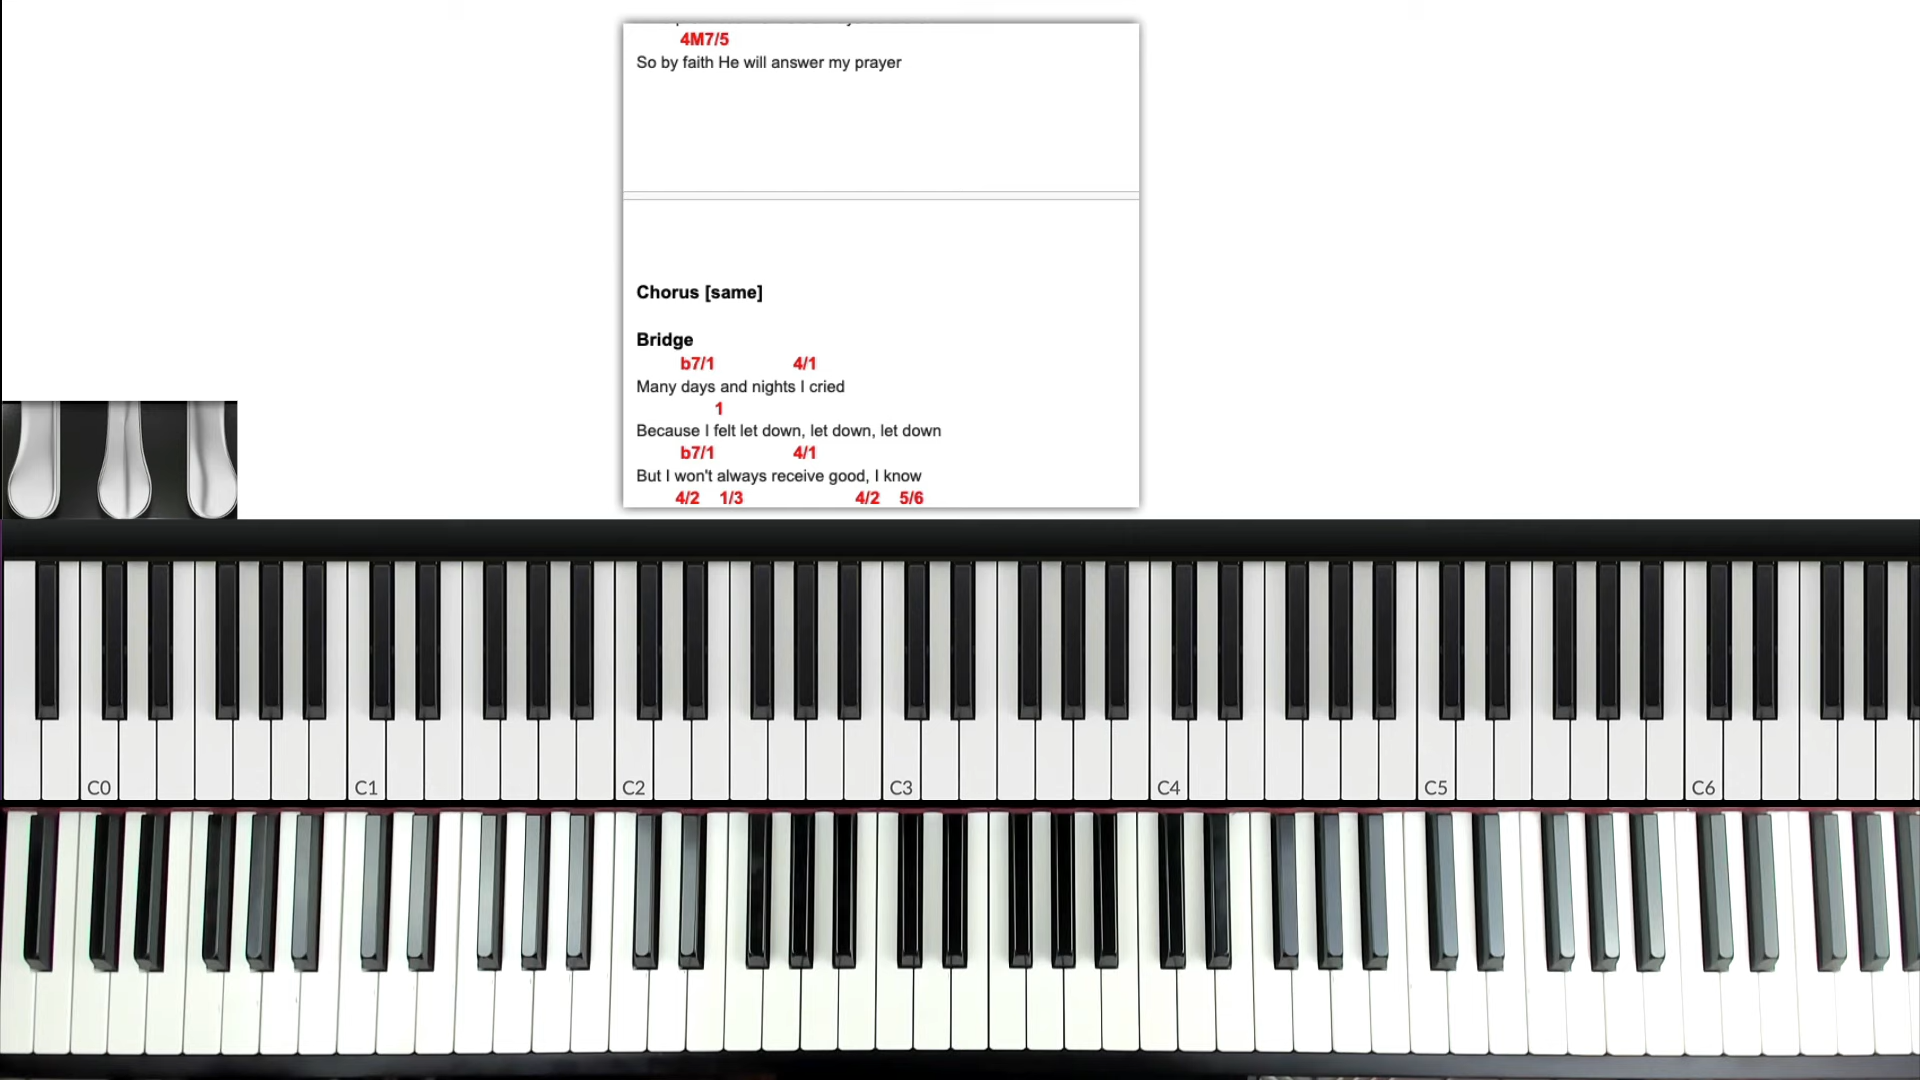 4M7/5
So by faith He will answer my prayer
Chorus [same]
Bridge
b7/1 4/1
Many days and nights I cried
1
Because I felt let down, let down, let down
b7/1 4/1
But I won't always receive good, I know
4/2 1/3 4/2 5/6
C0 C1 C2 C3 C4 C5 C6